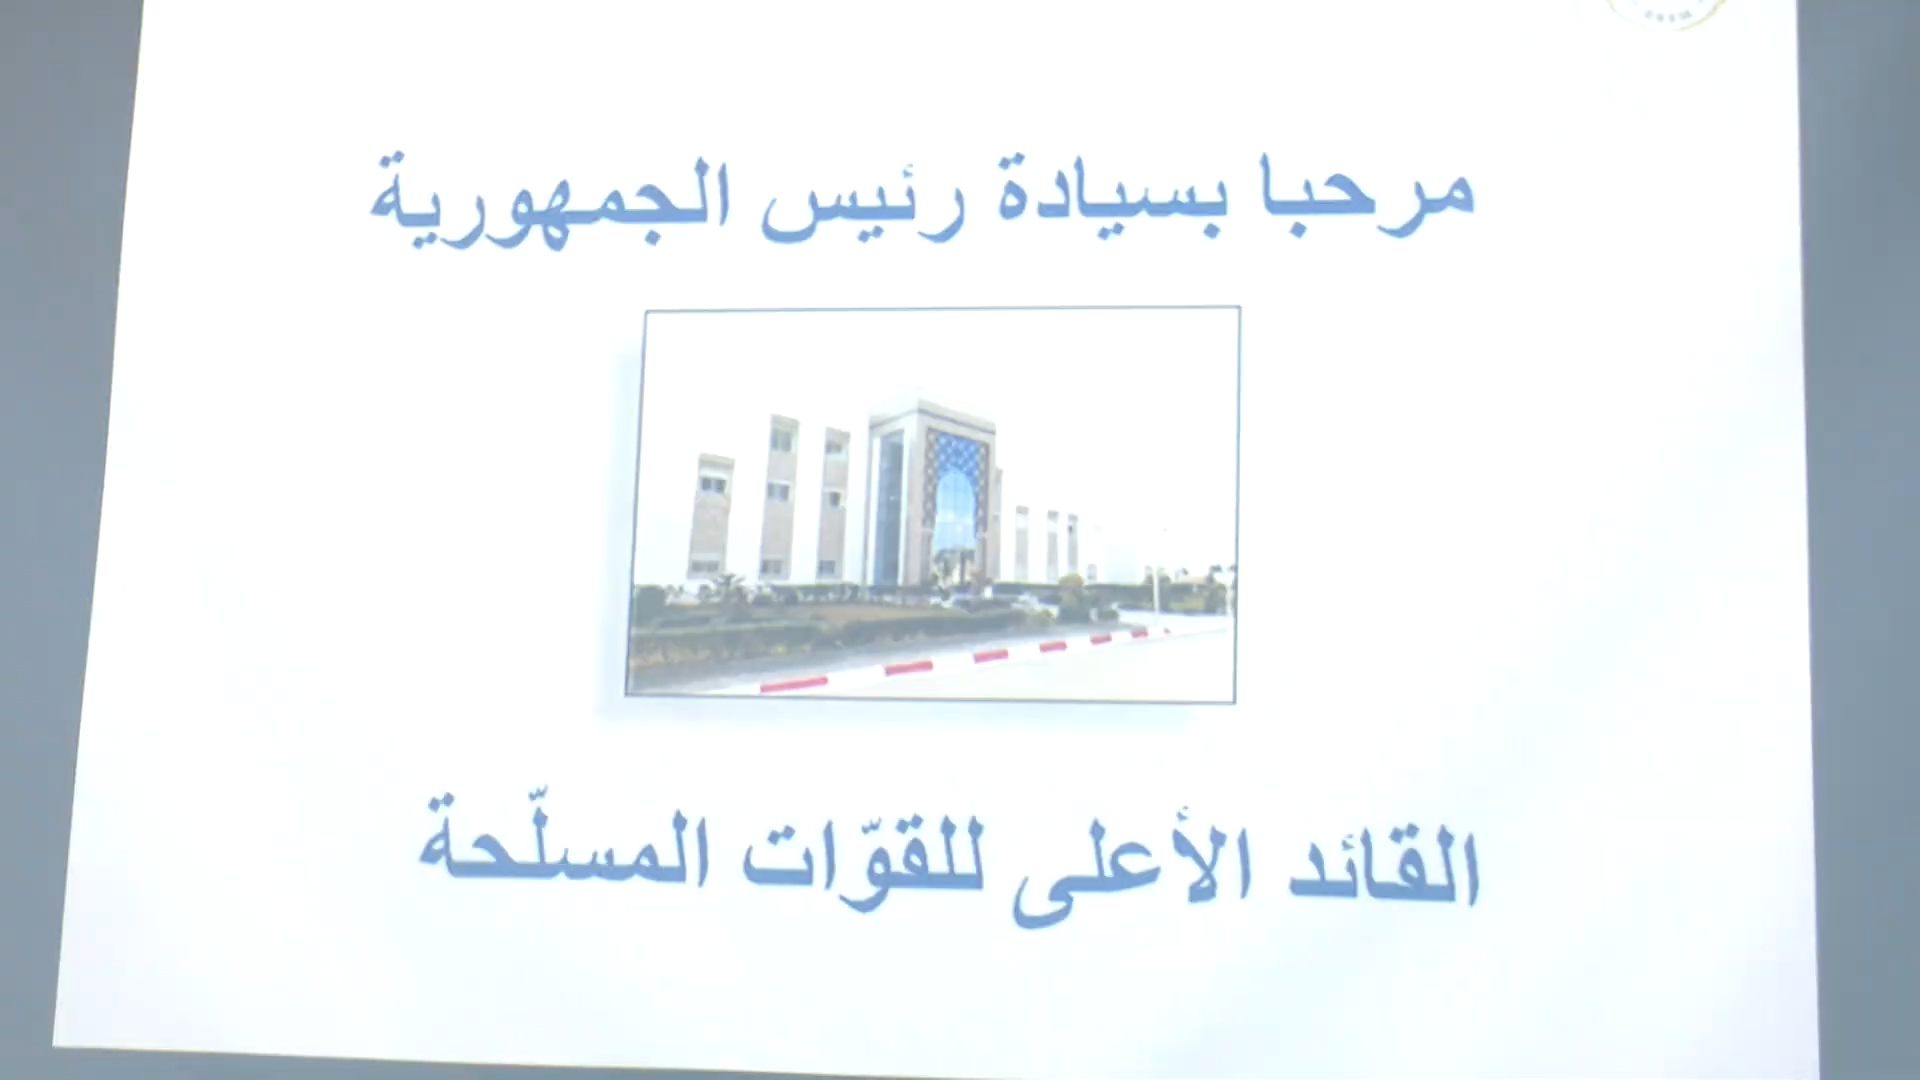 مرحبا بسيادة رئيس الجمهورية
القائد الأعلى للقوّات المسلّحة